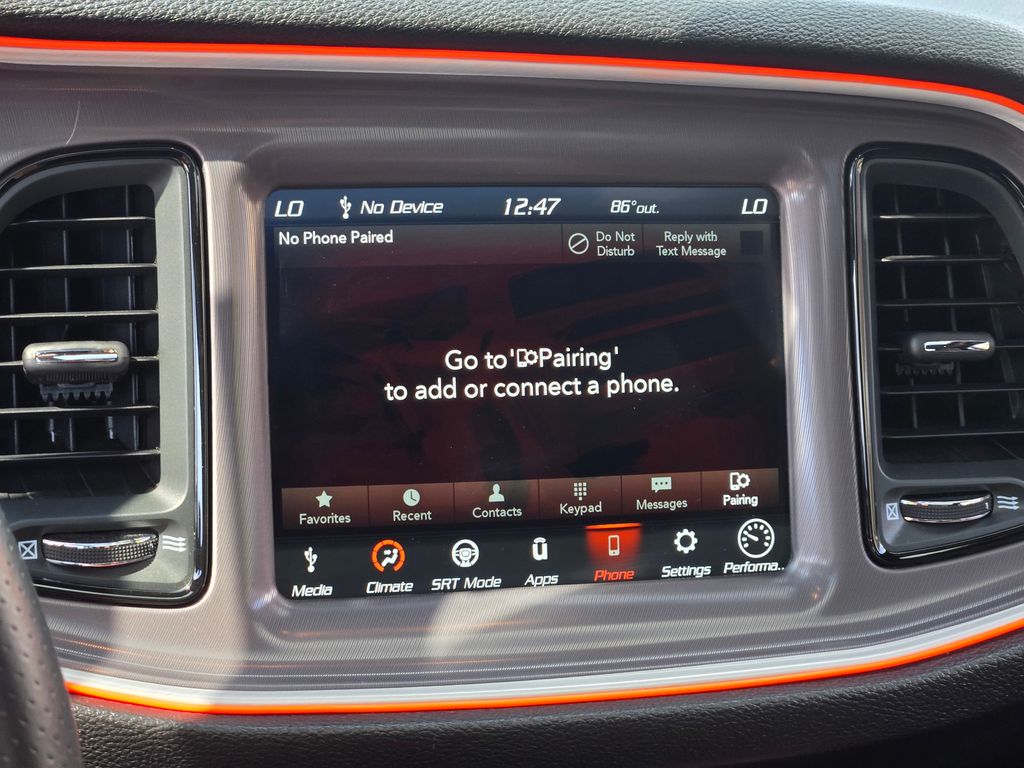 LO No Device 12:47 86°out. LO
No Phone Paired
Do Not
Disturb
Reply with
Text Message
Go to 'Pairing'
to add or connect a phone.
Favorites Recent Contacts Keypad Messages Pairing
Media Climate SRT Mode Apps Phone Settings Performa..